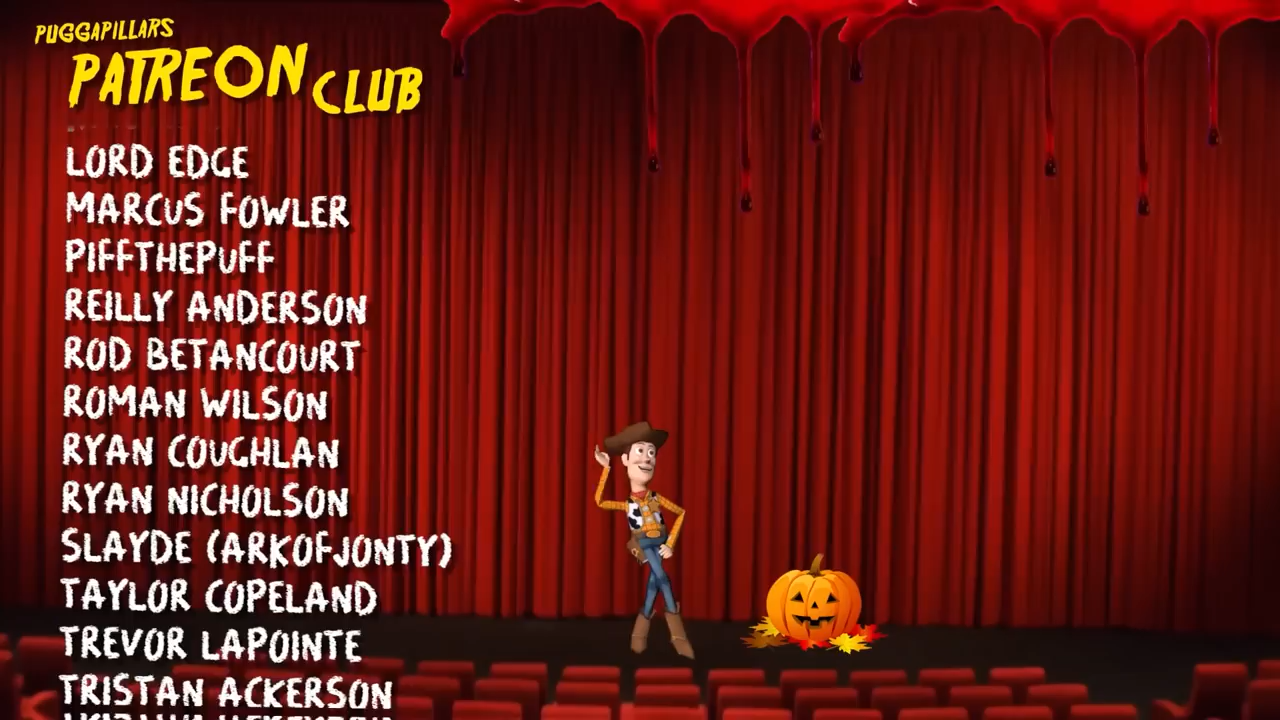 PUGGAPILLARS
PATREON CLUB
LORD EDGE
MARCUS FOWLER
PIFFTHEPUFF
REILLY ANDERSON
ROD BETANCOURT
ROMAN WILSON
RYAN COUGHLAN
RYAN NICHOLSON
SLAYDE (ARKOFJONTY)
TAYLOR COPELAND
TREVOR LAPOINTE
TRISTAN ACKERSON